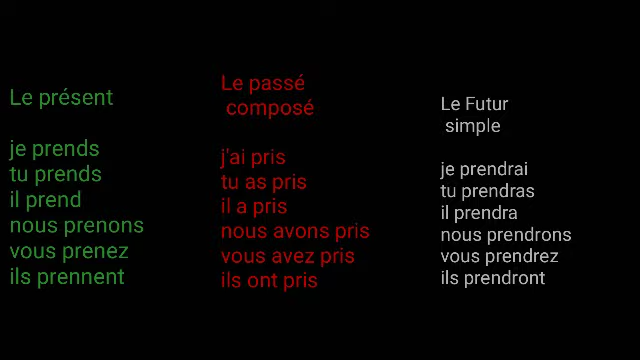 Le présent
je prends
tu prends
il prend
nous prenons
vous prenez
ils prennent
Le passé
composé
j'ai pris
tu as pris
il a pris
nous avons pris
vous avez pris
ils ont pris
Le Futur
simple
je prendrai
tu prendras
il prendra
nous prendrons
vous prendrez
ils prendront